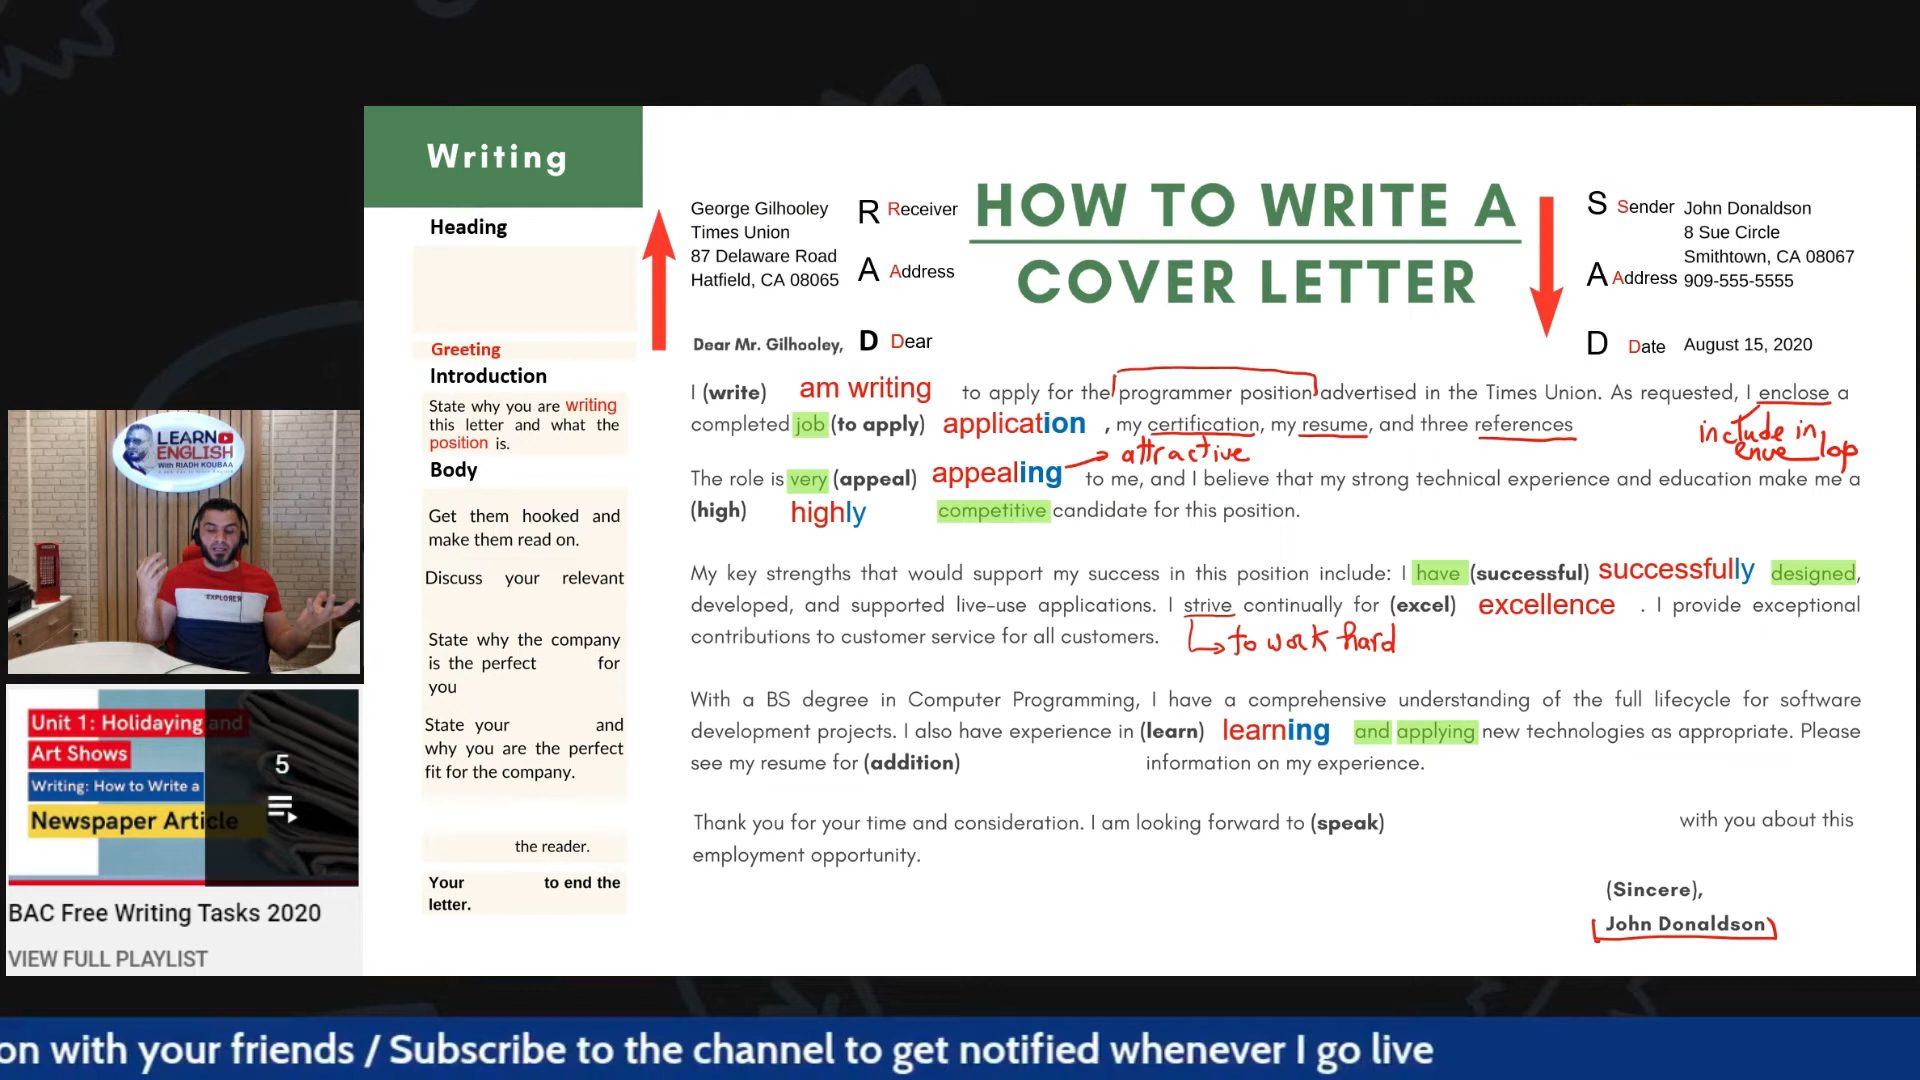 Writing
HOW TO WRITE A
COVER LETTER
George Gilhooley
Times Union
87 Delaware Road
Hatfield, CA 08065
R Receiver
A Address
D Dear
S Sender
A Address
D Date
John Donaldson
8 Sue Circle
Smithtown, CA 08067
909-555-5555
August 15, 2020
Heading
Greeting
Introduction
State why you are writing
this letter and what the
position is.
Body
Get them hooked and
make them read on.
Discuss your relevant
State why the company
is the perfect for
you
State your and
why you are the perfect
fit for the company.
the reader.
Your to end the
letter.
Dear Mr. Gilhooley,
I (write) am writing to apply for the programmer position advertised in the Times Union. As requested, I enclose a
completed job (to apply) application , my certification, my resume, and three references
include in
enve lop
attractive
The role is very (appeal) appealing to me, and I believe that my strong technical experience and education make me a
(high) highly competitive candidate for this position.
My key strengths that would support my success in this position include: I have (successful) successfully designed,
developed, and supported live-use applications. I strive continually for (excel) excellence . I provide exceptional
contributions to customer service for all customers.
to work hard
With a BS degree in Computer Programming, I have a comprehensive understanding of the full lifecycle for software
development projects. I also have experience in (learn) learning and applying new technologies as appropriate. Please
see my resume for (addition) information on my experience.
Thank you for your time and consideration. I am looking forward to (speak) with you about this
employment opportunity.
(Sincere),
John Donaldson
LEARN
ENGLISH
With RIADH KOUBAA
EXPLORER
Unit 1: Holidaying and
Art Shows
Writing: How to Write a
Newspaper Article
5
BAC Free Writing Tasks 2020
VIEW FULL PLAYLIST
on with your friends / Subscribe to the channel to get notified whenever I go live